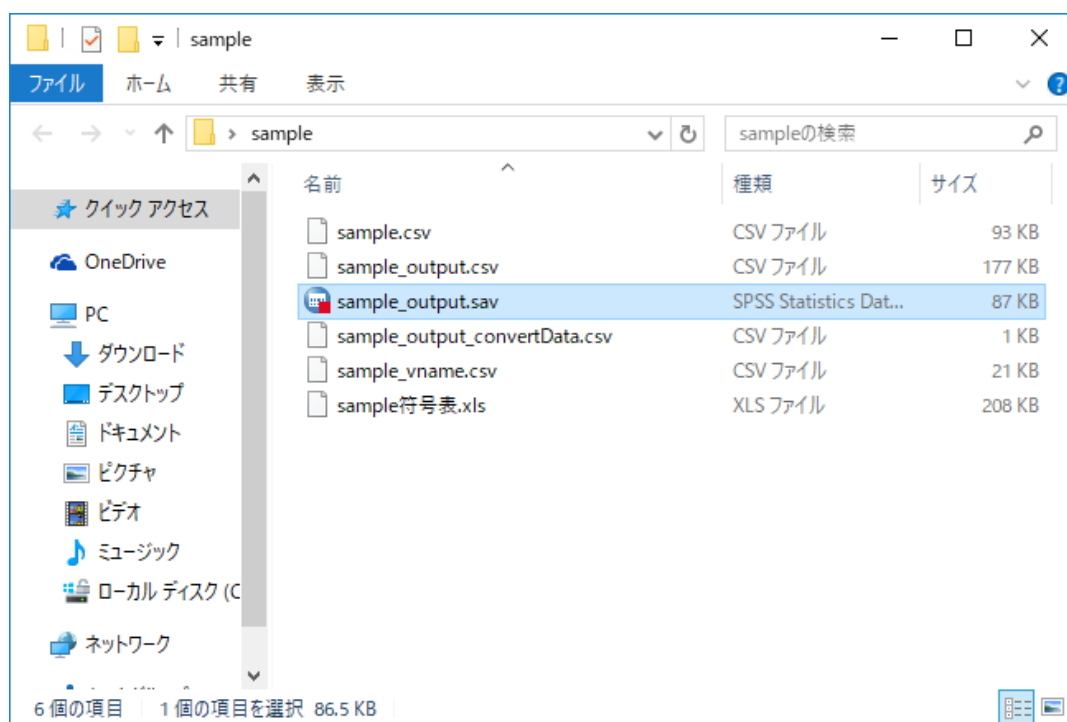 sample
ファイル ホーム 共有 表示
sample sampleの検索
名前 種類 サイズ
クイック アクセス
OneDrive
PC
ダウンロード
デスクトップ
ドキュメント
ピクチャ
ビデオ
ミュージック
ローカル ディスク (C
ネットワーク
sample.csv CSV ファイル 93 KB
sample_output.csv CSV ファイル 177 KB
sample_output.sav SPSS Statistics Dat... 87 KB
sample_output_convertData.csv CSV ファイル 1 KB
sample_vname.csv CSV ファイル 21 KB
sample符号表.xls XLS ファイル 208 KB
6 個の項目 1 個の項目を選択 86.5 KB